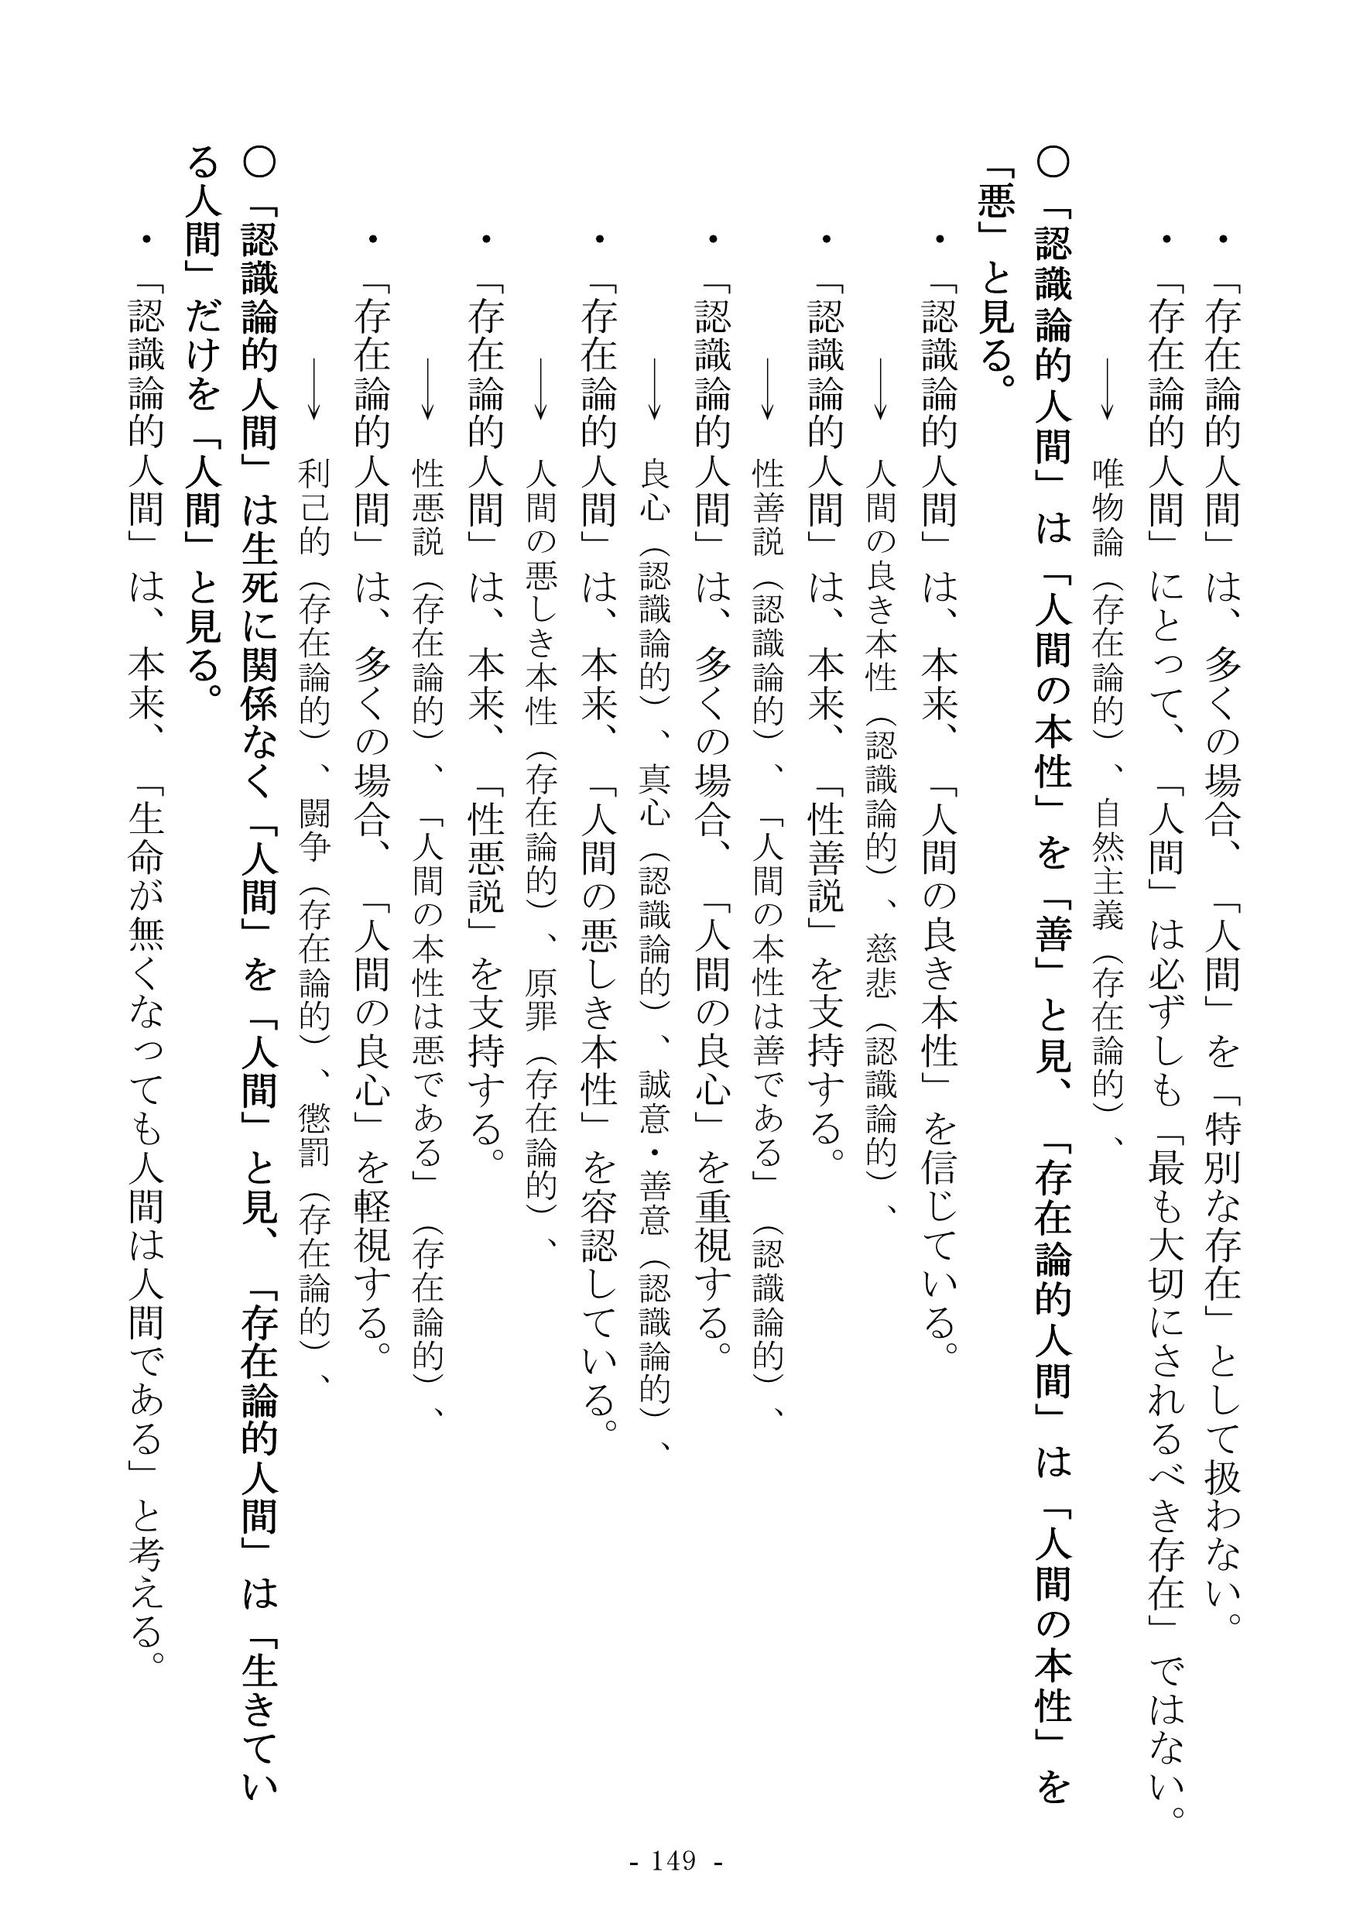 ・「存在論的人間」は、多くの場合、「人間」を「特別な存在」として扱わない。
・「存在論的人間」にとって、「人間」は必ずしも「最も大切にされるべき存在」ではない。
→ 唯物論（存在論的）、自然主義（存在論的）、
○「認識論的人間」は「人間の本性」を「善」と見、「存在論的人間」は「人間の本性」を
「悪」と見る。
・「認識論的人間」は、本来、「人間の良き本性」を信じている。
→ 人間の良き本性（認識論的）、慈悲（認識論的）、
・「認識論的人間」は、本来、「性善説」を支持する。
→ 性善説（認識論的）、「人間の本性は善である」（認識論的）、
・「認識論的人間」は、多くの場合、「人間の良心」を重視する。
→ 良心（認識論的）、真心（認識論的）、誠意・善意（認識論的）、
・「存在論的人間」は、本来、「人間の悪しき本性」を容認している。
→ 人間の悪しき本性（存在論的）、原罪（存在論的）、
・「存在論的人間」は、本来、「性悪説」を支持する。
→ 性悪説（存在論的）、「人間の本性は悪である」（存在論的）、
・「存在論的人間」は、多くの場合、「人間の良心」を軽視する。
→ 利己的（存在論的）、闘争（存在論的）、懲罰（存在論的）、
○「認識論的人間」は生死に関係なく「人間」を「人間」と見、「存在論的人間」は「生きてい
る人間」だけを「人間」と見る。
・「認識論的人間」は、本来、「生命が無くなっても人間は人間である」と考える。
- 149 -